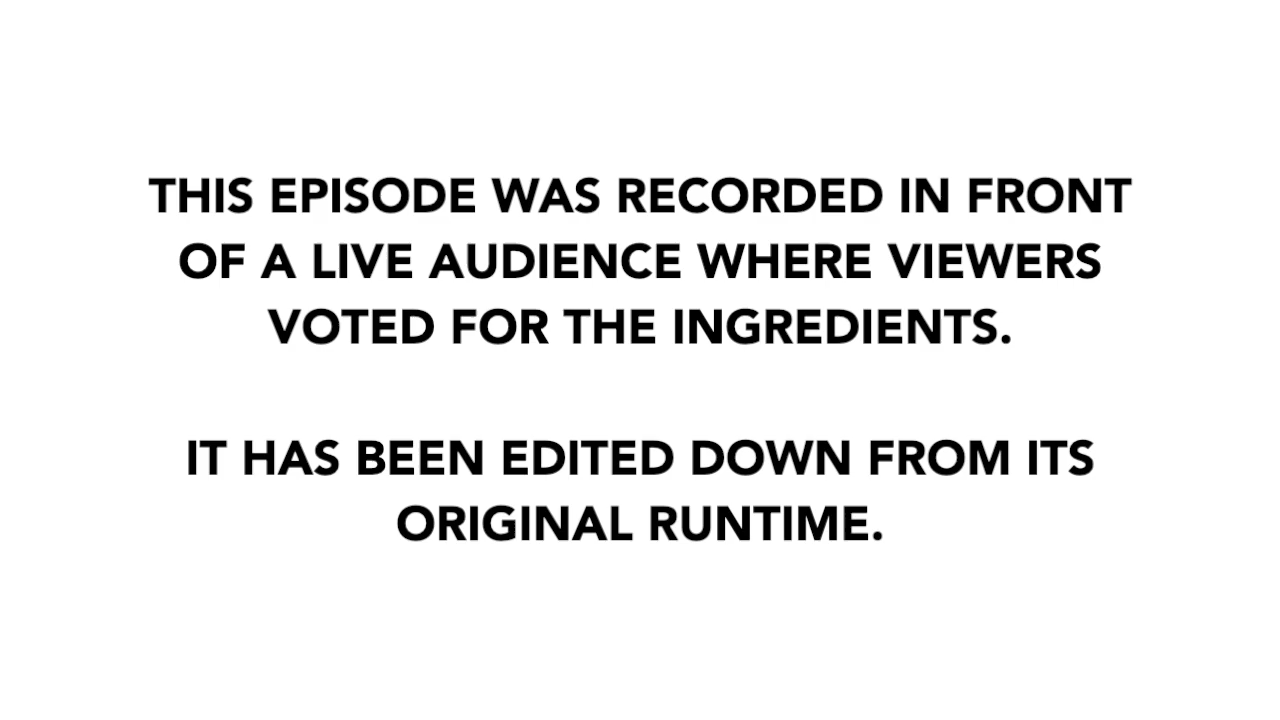 THIS EPISODE WAS RECORDED IN FRONT
OF A LIVE AUDIENCE WHERE VIEWERS
VOTED FOR THE INGREDIENTS.
IT HAS BEEN EDITED DOWN FROM ITS
ORIGINAL RUNTIME.